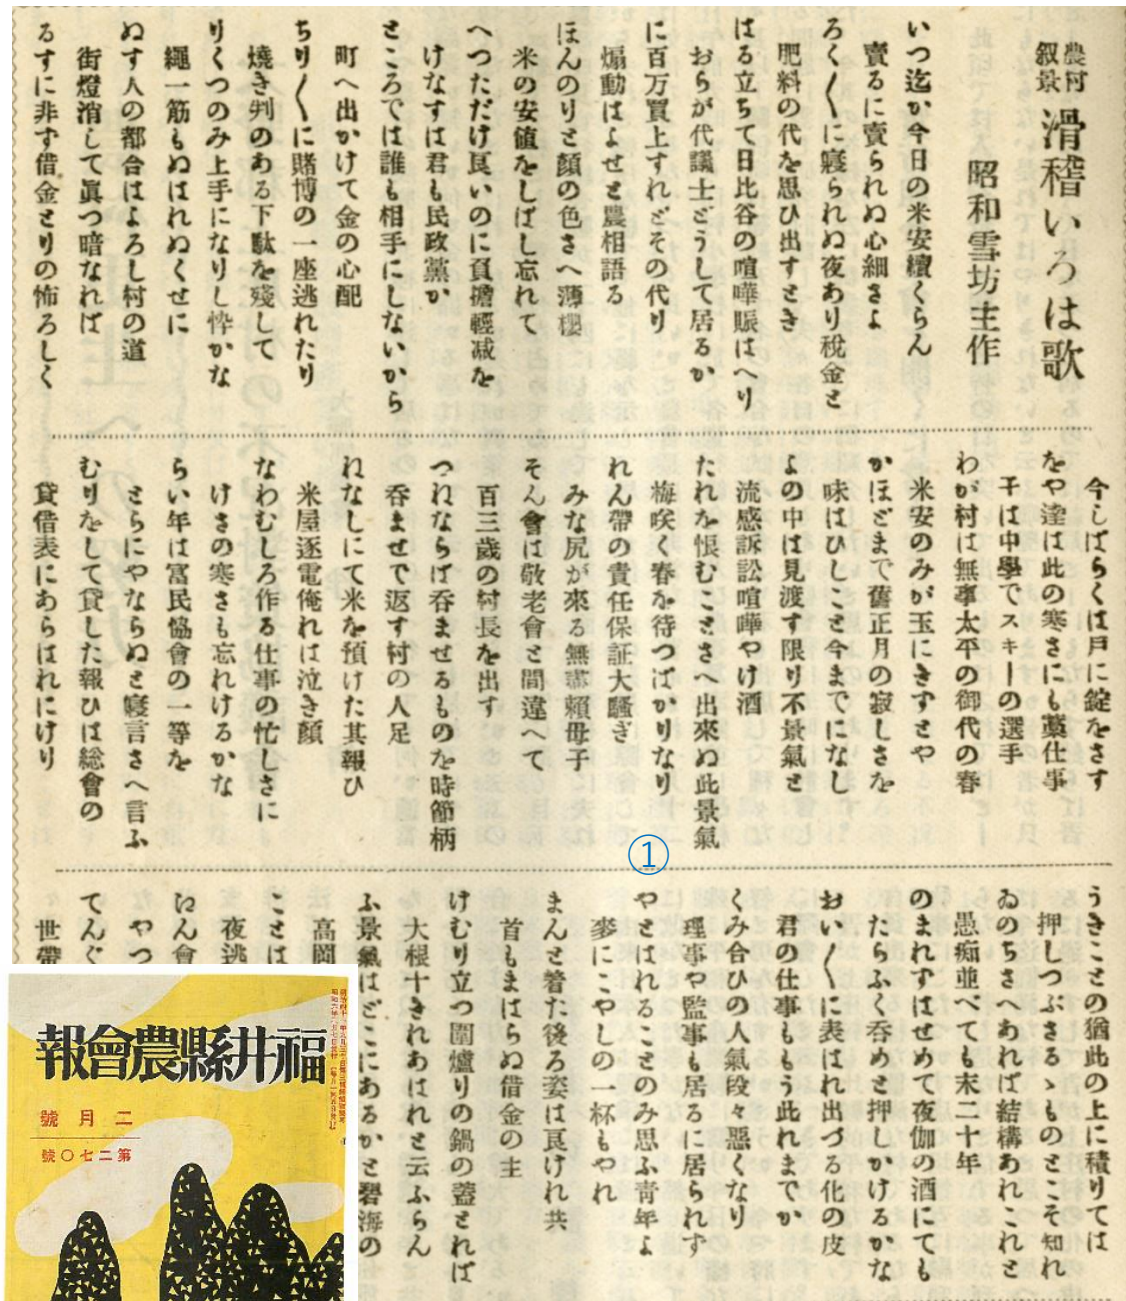 農村
叙景
滑稽いろは歌
昭和雪坊主作
いつ迄か今日の米安續くらん
賣るに賣られぬ心細さよ
ろく〳〵に寢られぬ夜あり稅金と
肥料の代を思ひ出すとき
はる立ちて日比谷の喧嘩賑はへり
おらが代議士どうして居るか
に百万買上すれどその代り
煽動はよせと農相語る
ほんのりと顏の色さへ薄櫻
米の安値をしばし忘れて
へつただけ良いのに負擔輕減を
けなすは君も民政黨か
ところでは誰も相手にしないから
町へ出かけて金の心配
ちり〳〵に賭博の一座逃れたり
燒き判のある下駄を殘して
りくつのみ上手になりし悴かな
繩一筋もぬはれぬくせに
ぬす人の都合はよろし村の道
街燈消して眞つ暗なれば
るすに非ず借金とりの怖ろしく
今しばらくは戸に錠をさす
をや達は此の寒さにも藁仕事
子は中學でスキーの選手
わが村は無事太平の御代の春
米安のみが玉にきずとや
かほどまで舊正月の寂しさを
味はひしこと今までになし
よの中は見渡す限り不景氣と
流感訴訟喧嘩やけ酒
たれを恨むことさへ出來ぬ此景氣
梅咲く春を待つばかりなり
れん帶の責任保証大騷ぎ
みな尻が來る無盡賴母子
そん會は敬老會と間違へて
百三歲の村長を出す
つねならば呑ませるものを時節柄
呑ませで返す村の人足
ねなしにて米を預けた其報ひ
米屋逐電俺れは泣き顏
なわむしろ作る仕事の忙しさに
けさの寒さも忘れけるかな
らい年は富民協會の一等を
とらにやならぬと寢言さへ言ふ
むりをして貸した報ひは総會の
貸借表にあらはれにけり
①
うきことの猶此の上に積りては
押しつぶさるゝものとこそ知れ
ゐのちさへあれば結構あれこれと
愚痴並べても末二十年
のまれずはせめて夜伽の酒にても
たらふく呑めと押しかけるかな
おい〳〵に表はれ出づる化の皮
君の仕事ももう此れまでか
くみ合ひの人氣段々惡くなり
理事や監事も居るに居られず
やとはれることのみ思ふ靑年よ
麥にこやしの一杯もやれ
まんと着た後ろ姿は良けれ共
首もまはらぬ借金の主
けむり立つ圍爐りの鍋の蓋とれば
大根十きれあはれと云ふらん
ふ景氣はどこにあるかと碧海の
高岡
ことは
夜逃
ゐん會
やつ
てんぐ
世帶
福井縣農會報
二月號
第二七〇號